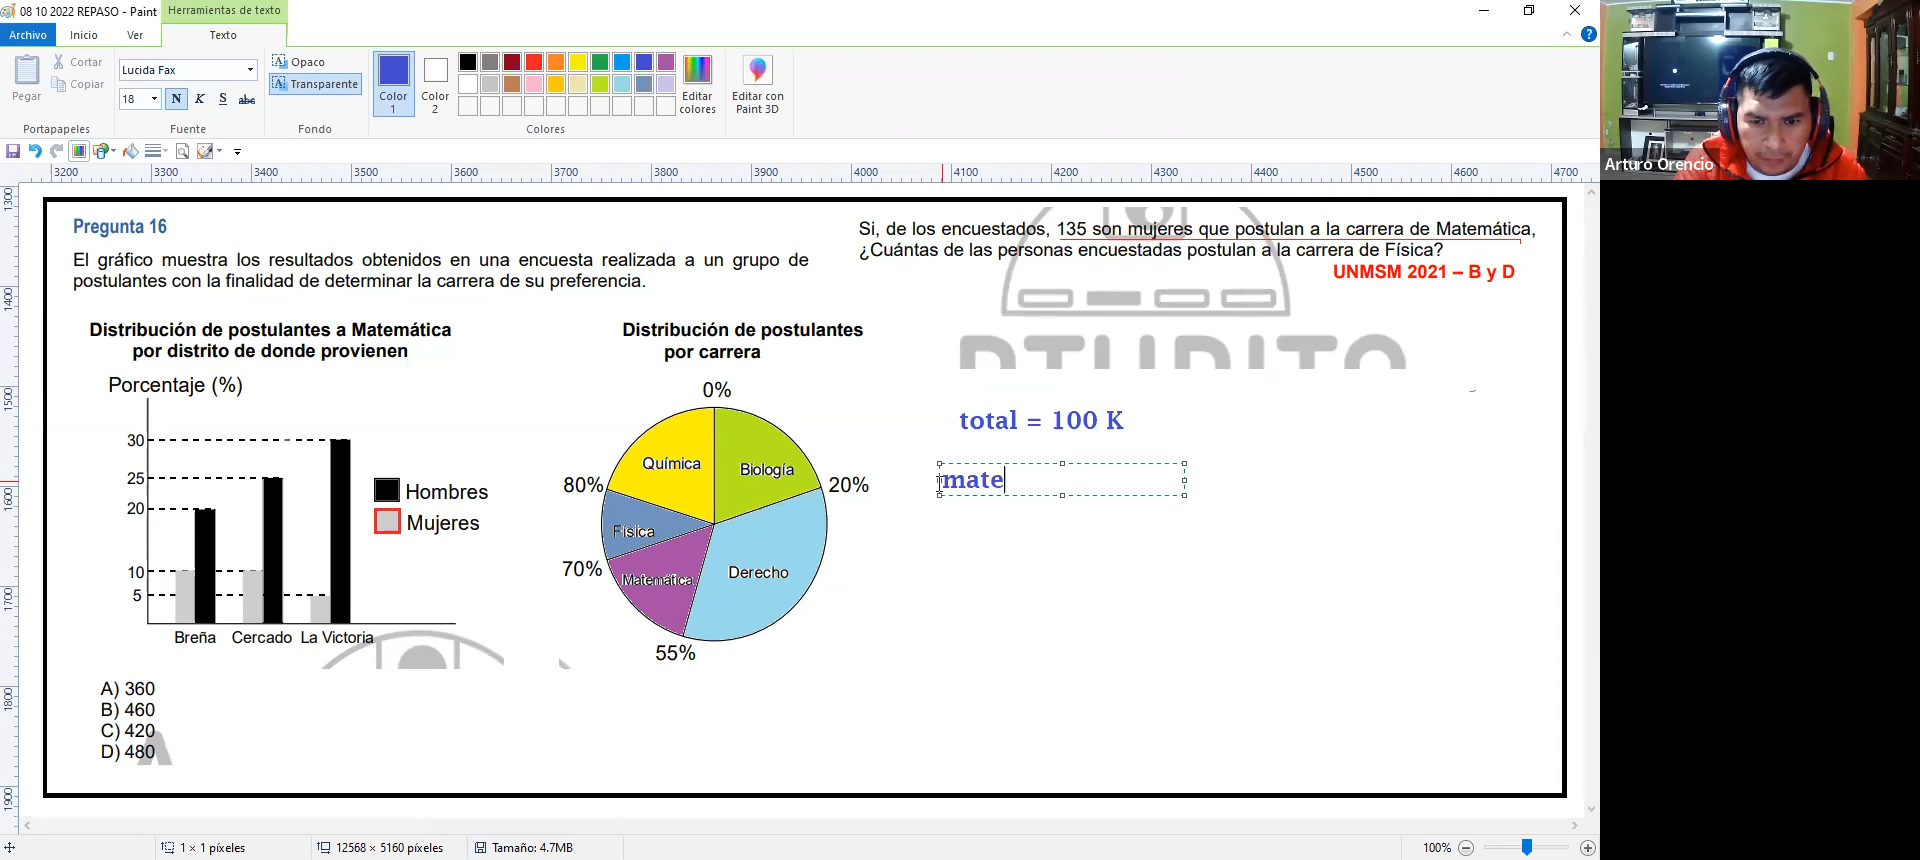 08 10 2022 REPASO - Paint
Herramientas de texto
Archivo
Inicio
Ver
Texto
Pegar
Cortar
Copiar
Portapapeles
Lucida Fax
18
N K S abc
Fuente
Opaco
Transparente
Fondo
Color 1
Color 2
Editar colores
Editar con Paint 3D
Colores
3200 3300 3400 3500 3600 3700 3800 3900 4000 4100 4200 4300 4400 4500 4600 4700
1300
1400
1500
1600
1700
1800
1900
Arturo Orencio
Pregunta 16
El gráfico muestra los resultados obtenidos en una encuesta realizada a un grupo de
postulantes con la finalidad de determinar la carrera de su preferencia.
Si, de los encuestados, 135 son mujeres que postulan a la carrera de Matemática,
¿Cuántas de las personas encuestadas postulan a la carrera de Física?
UNMSM 2021 – B y D
Distribución de postulantes a Matemática
por distrito de donde provienen
Porcentaje (%)
30
25
20
10
5
Breña Cercado La Victoria
Hombres
Mujeres
Distribución de postulantes
por carrera
0%
Química
Biología
80%
20%
Física
70%
Matemática
Derecho
55%
total = 100 K
mate
A) 360
B) 460
C) 420
D) 480
1 × 1 píxeles
12568 × 5160 píxeles
Tamaño: 4.7MB
100%